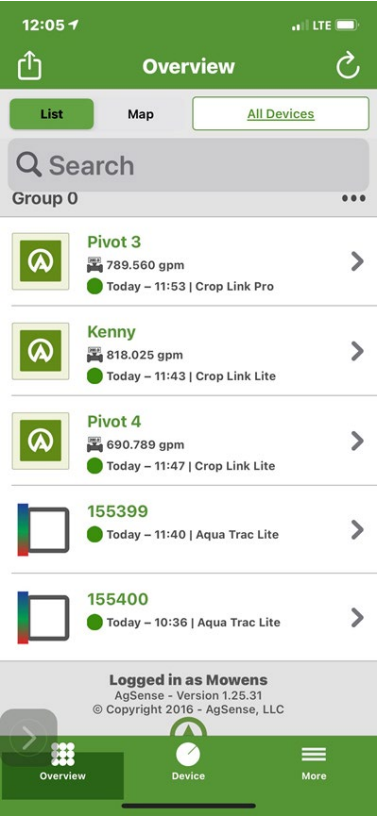 12:05 LTE
Overview
List Map All Devices
Search
Group 0
Pivot 3
789.560 gpm
Today – 11:53 | Crop Link Pro
Kenny
818.025 gpm
Today – 11:43 | Crop Link Lite
Pivot 4
690.789 gpm
Today – 11:47 | Crop Link Lite
155399
Today – 11:40 | Aqua Trac Lite
155400
Today – 10:36 | Aqua Trac Lite
Logged in as Mowens
AgSense - Version 1.25.31
© Copyright 2016 - AgSense, LLC
Overview Device More